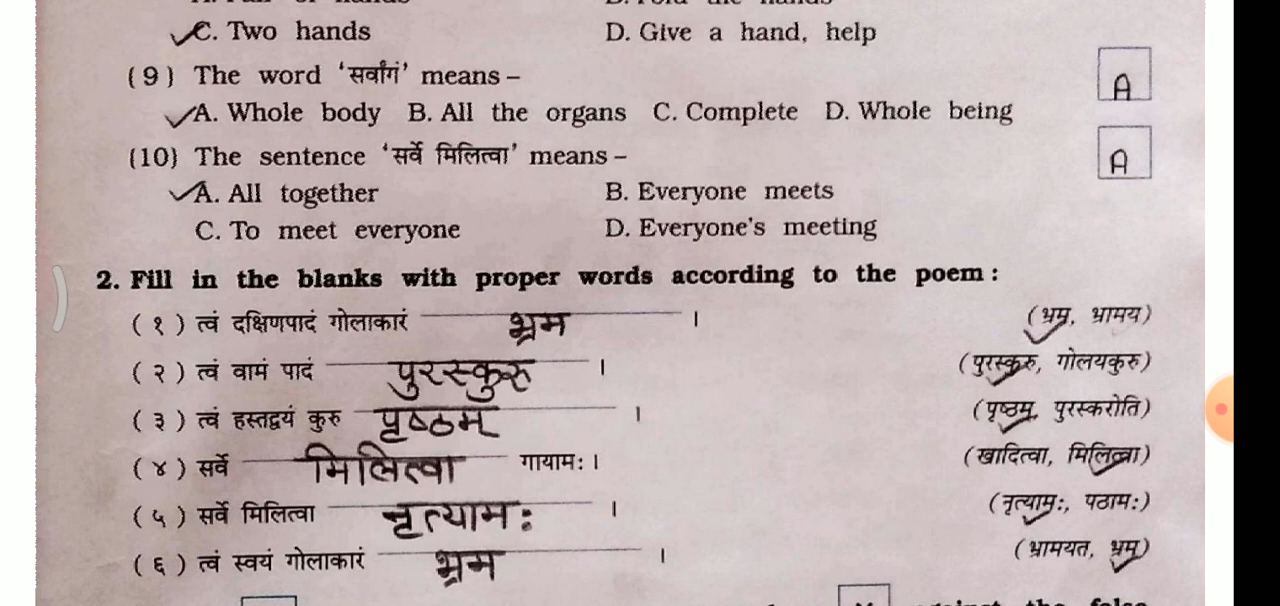 C. Two hands D. Give a hand, help
(9) The word ‘सर्वांगं’ means – A
A. Whole body B. All the organs C. Complete D. Whole being
(10) The sentence ‘सर्वे मिलित्वा’ means – A
A. All together B. Everyone meets
C. To meet everyone D. Everyone's meeting
2. Fill in the blanks with proper words according to the poem :
( १ ) त्वं दक्षिणपादं गोलाकारं भ्रम । (भ्रम, भ्रामय)
( २ ) त्वं वामं पादं पुरस्कुरु । (पुरस्कुरु, गोलयकुरु)
( ३ ) त्वं हस्तद्वयं कुरु पृष्ठम् । (पृष्ठम्, पुरस्करोति)
( ४ ) सर्वे मिलित्वा गायामः । (खादित्वा, मिलित्वा)
( ५ ) सर्वे मिलित्वा नृत्यामः । (नृत्यामः, पठामः)
( ६ ) त्वं स्वयं गोलाकारं भ्रम । (भ्रामयत, भ्रम)